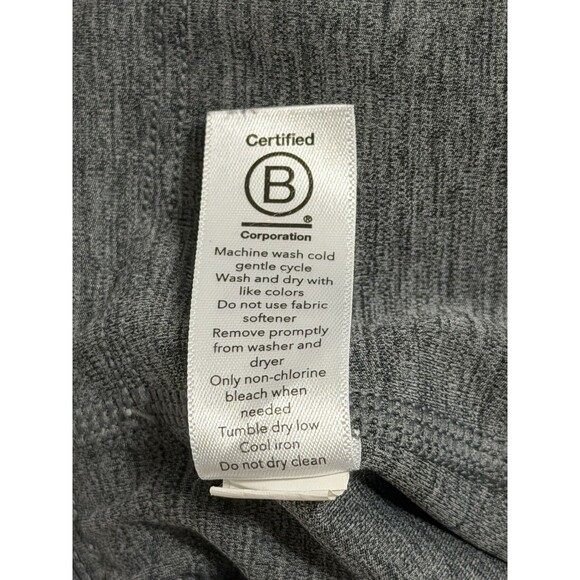 Certified
B
®
Corporation
Machine wash cold
gentle cycle
Wash and dry with
like colors
Do not use fabric
softener
Remove promptly
from washer and
dryer
Only non-chlorine
bleach when
needed
Tumble dry low
Cool iron
Do not dry clean